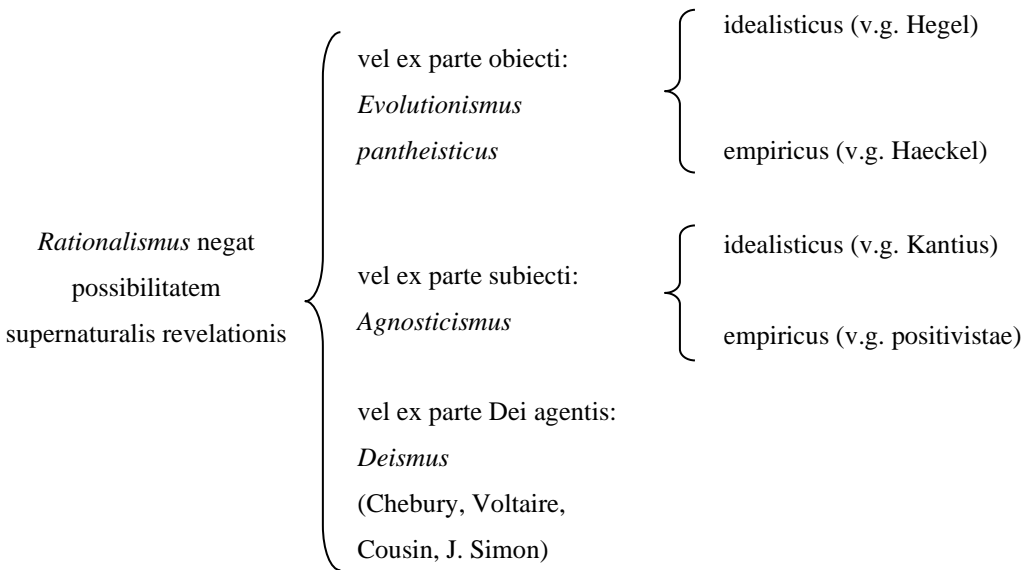 Rationalismus negat
possibilitatem
supernaturalis revelationis
vel ex parte obiecti:
Evolutionismus
pantheisticus
idealisticus (v.g. Hegel)
empiricus (v.g. Haeckel)
vel ex parte subiecti:
Agnosticismus
idealisticus (v.g. Kantius)
empiricus (v.g. positivistae)
vel ex parte Dei agentis:
Deismus
(Chebury, Voltaire,
Cousin, J. Simon)